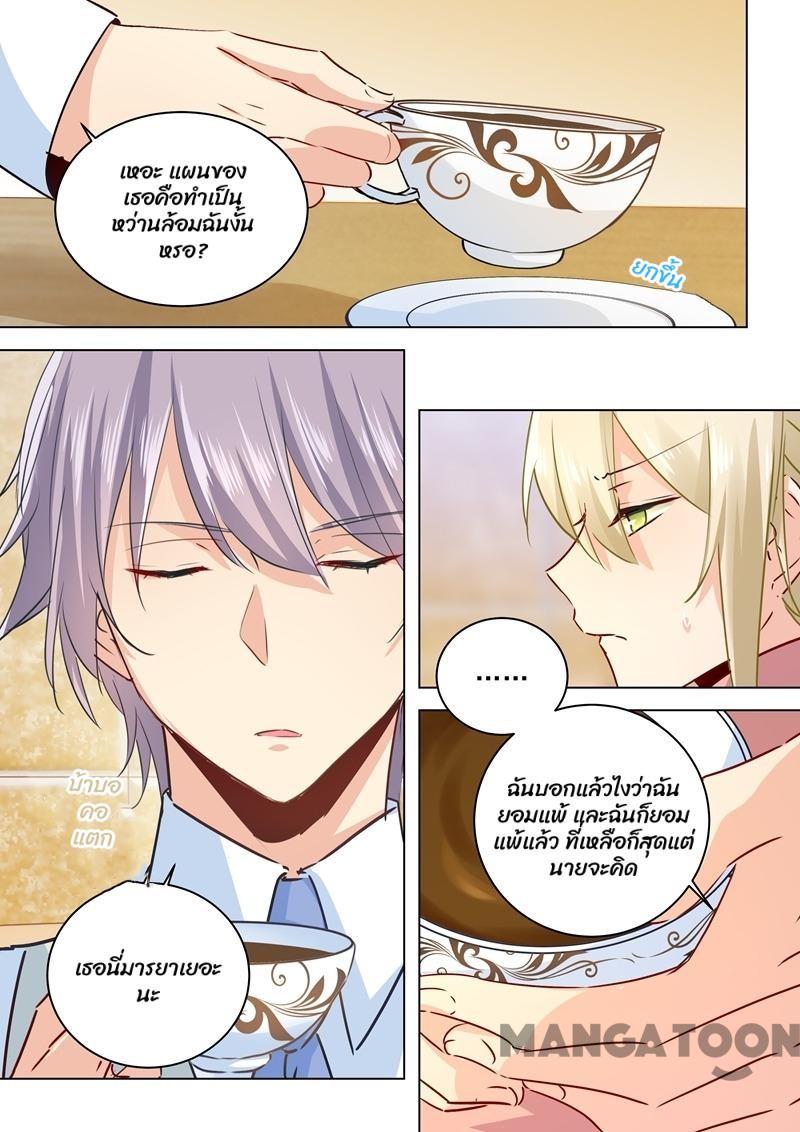 เหอะ แผนของ
เธอคือทำเป็น
หว่านล้อมฉันงั้น
หรอ?
ยกขึ้น
......
บ้าบอ
คอ
แตก
ฉันบอกแล้วไงว่าฉัน
ยอมแพ้ และฉันก็ยอม
แพ้แล้ว ที่เหลือก็สุดแต่
นายจะคิด
เธอนี่มารยาเยอะ
นะ
MANGATOON